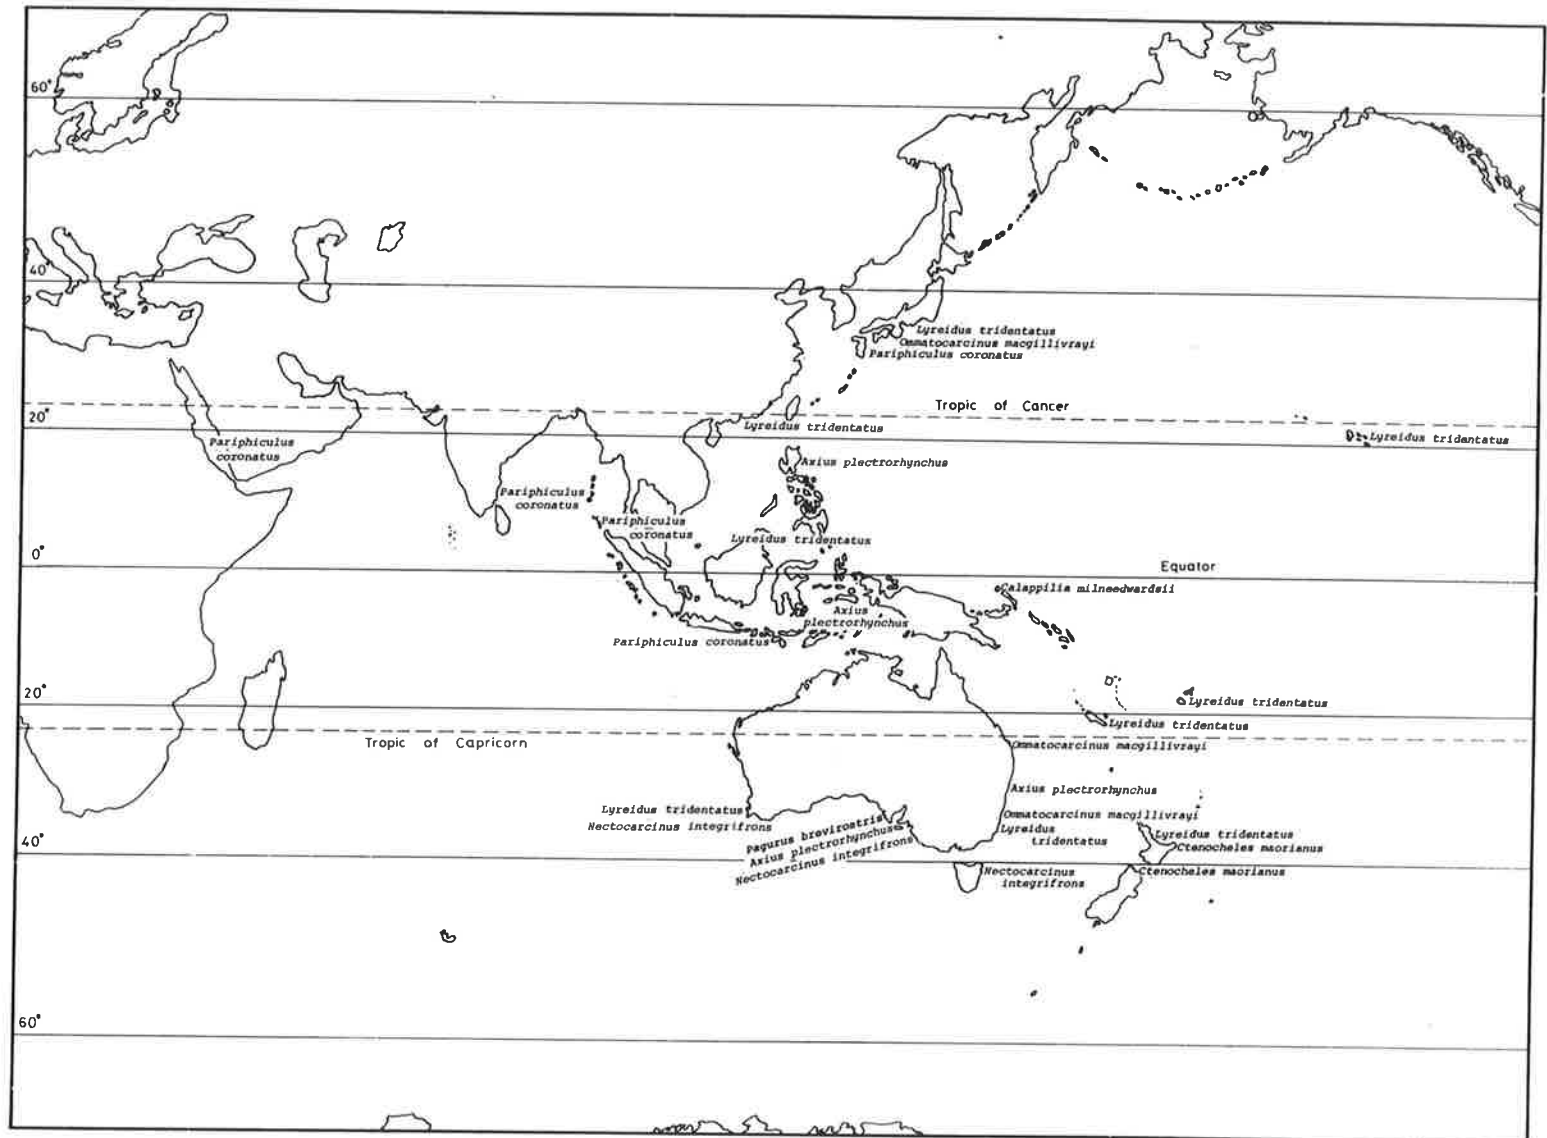 60°
40°
Lyreidus tridentatus
Ommatocarcinus macgillivrayi
Pariphiculus coronatus
Tropic of Cancer
20°
Lyreidus tridentatus
Lyreidus tridentatus
Pariphiculus
coronatus
Axius plectrorhynchus
Pariphiculus
coronatus
Pariphiculus
coronatus
Lyreidus tridentatus
0°
Equator
Calappilia milneedwardsii
Axius
plectrorhynchus
Pariphiculus coronatus
20°
Lyreidus tridentatus
Lyreidus tridentatus
Tropic of Capricorn
Ommatocarcinus macgillivrayi
Axius plectrorhynchus
Lyreidus tridentatus
Nectocarcinus integrifrons
Ommatocarcinus macgillivrayi
Lyreidus
tridentatus
Pagurus brevirostris
Axius plectrorhynchus
Nectocarcinus integrifrons
Lyreidus tridentatus
Ctenocheles maorianus
40°
Nectocarcinus
integrifrons
Ctenocheles maorianus
60°